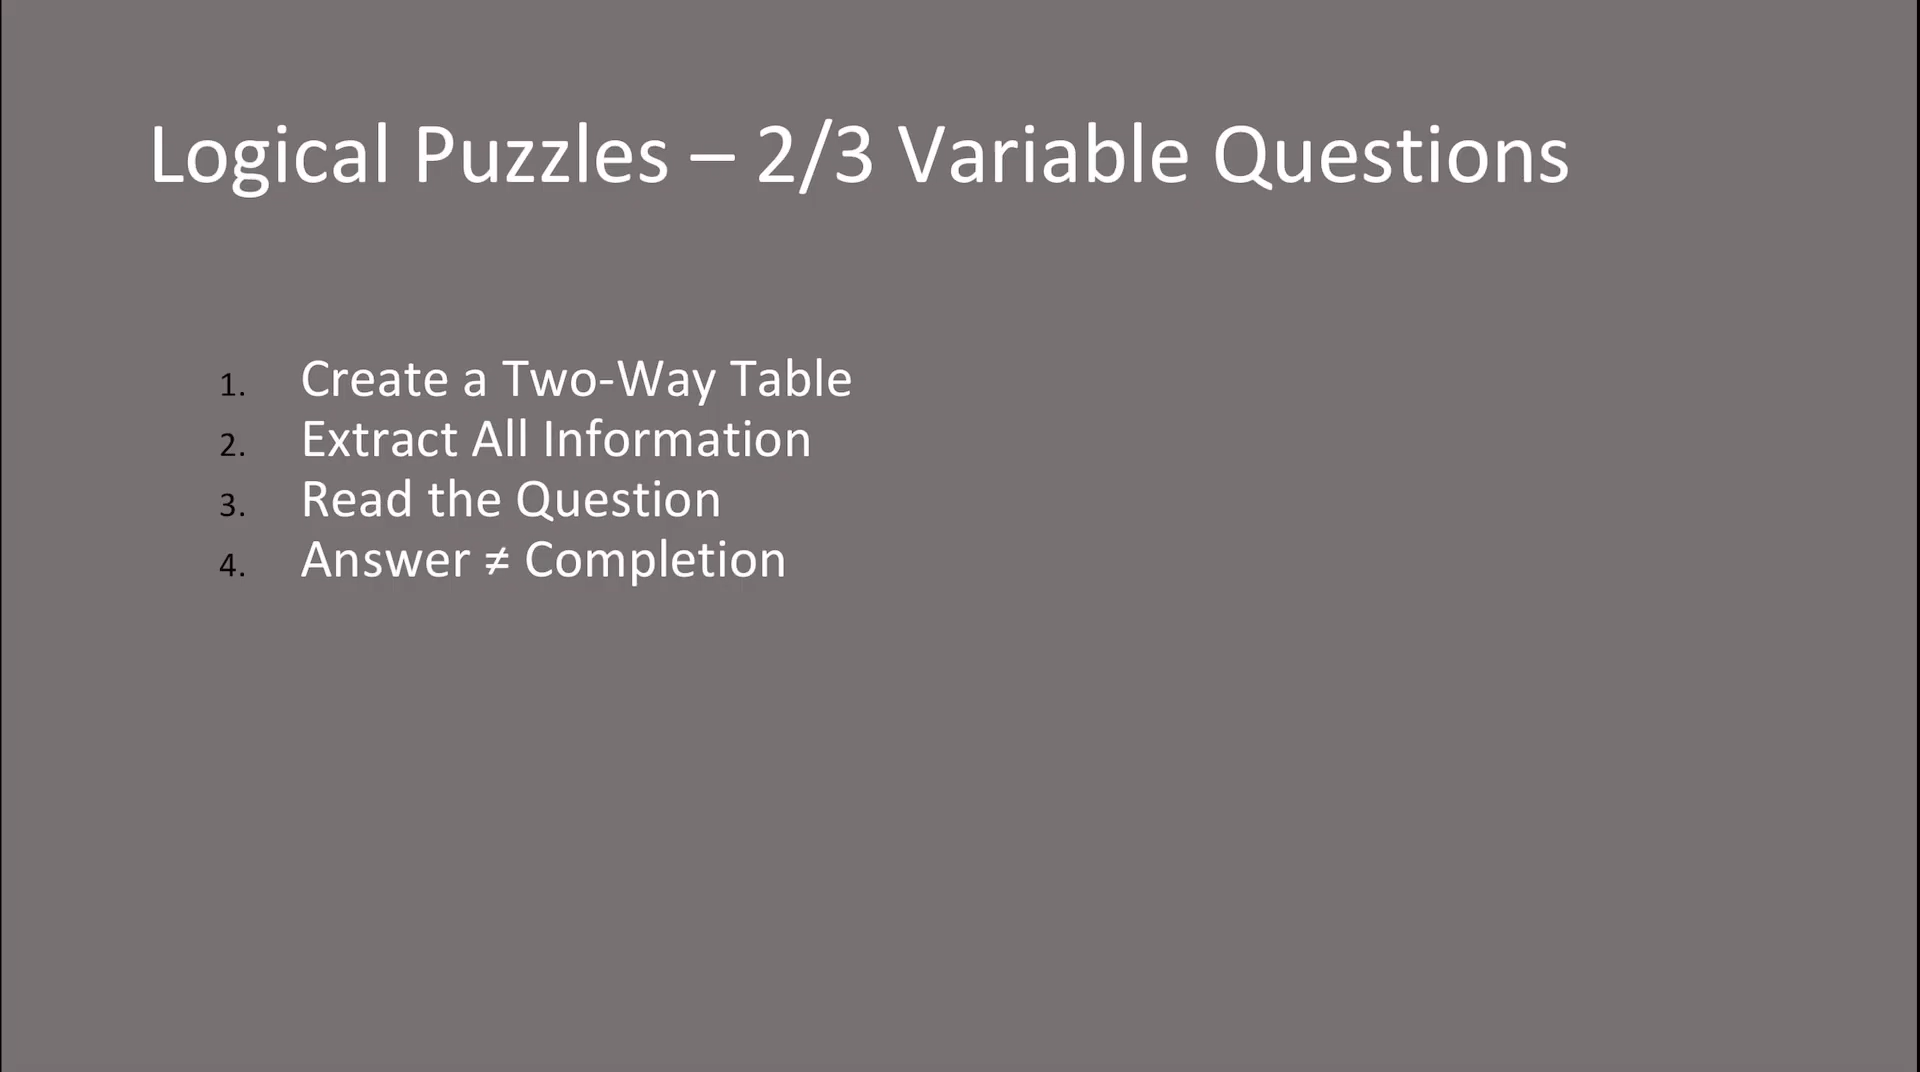 Logical Puzzles – 2/3 Variable Questions
1. Create a Two-Way Table
2. Extract All Information
3. Read the Question
4. Answer ≠ Completion